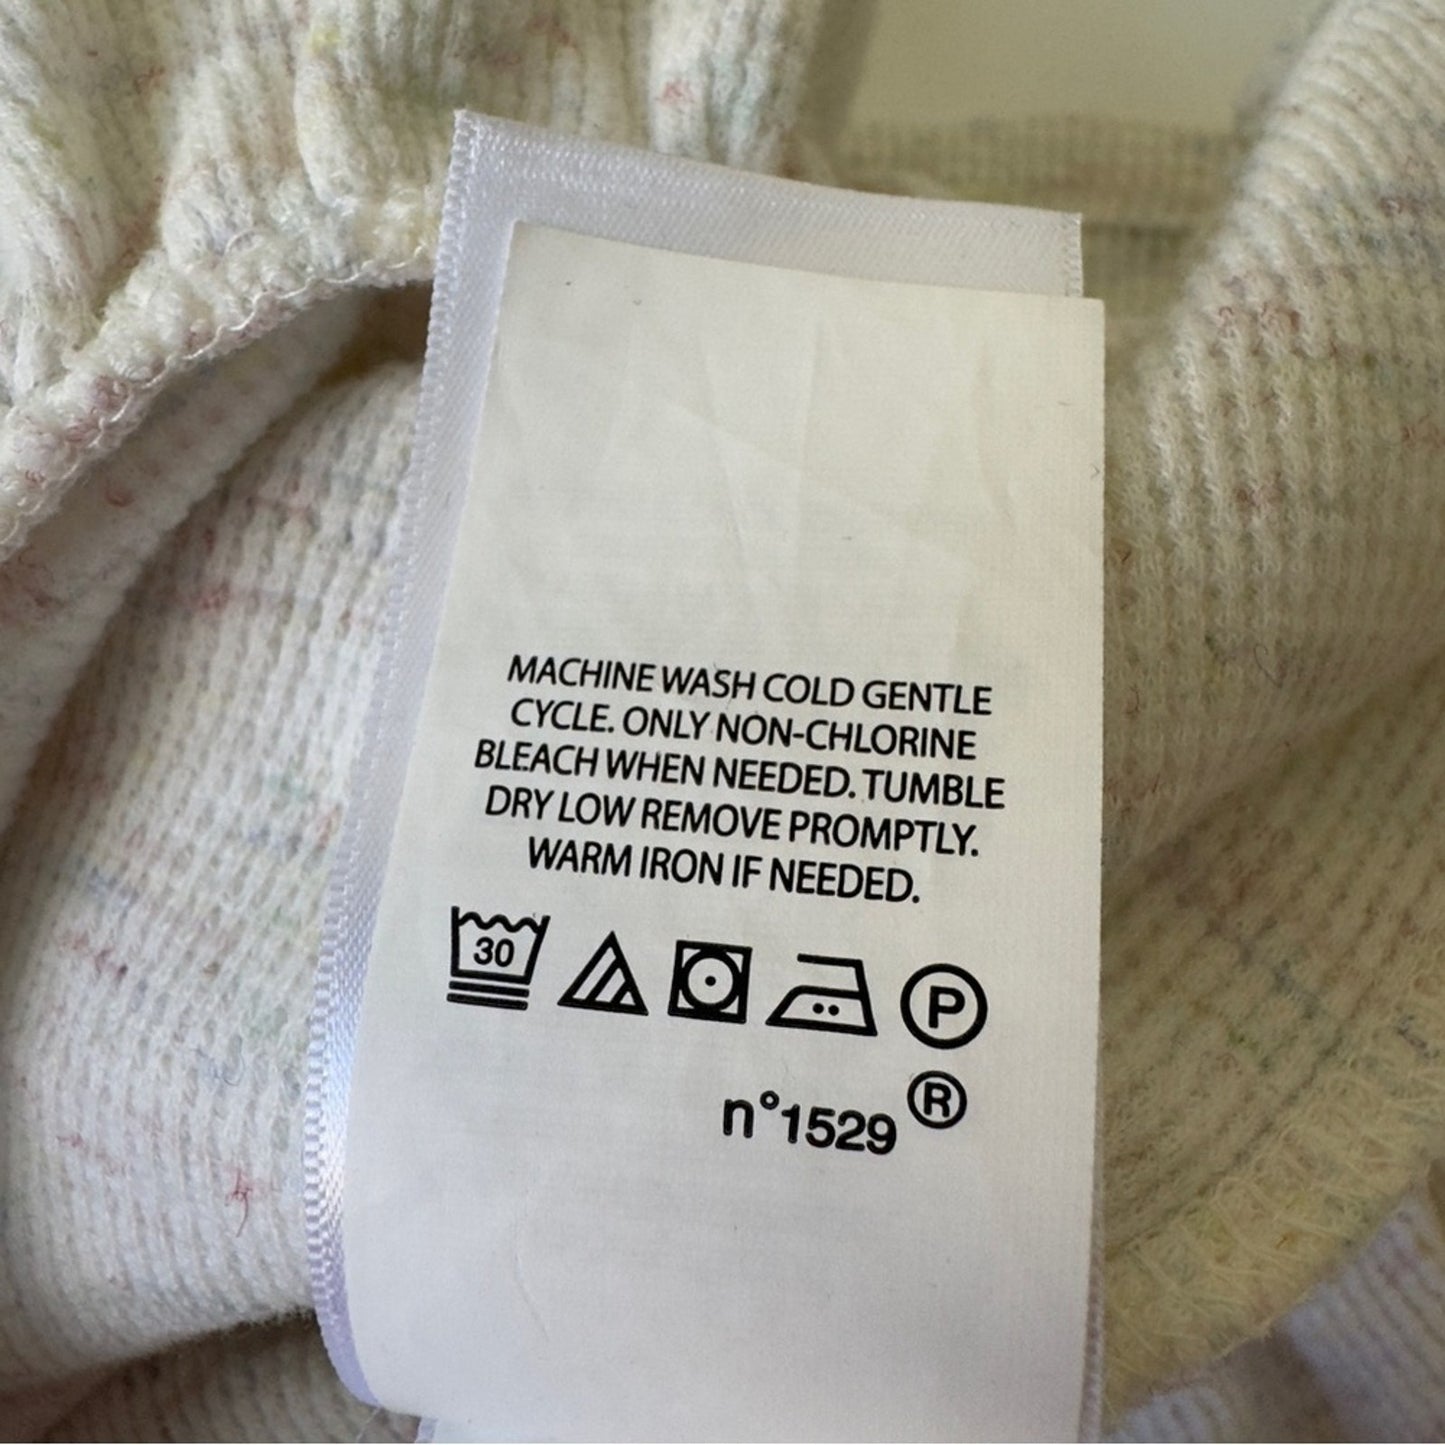 MACHINE WASH COLD GENTLE
CYCLE. ONLY NON-CHLORINE
BLEACH WHEN NEEDED. TUMBLE
DRY LOW REMOVE PROMPTLY.
WARM IRON IF NEEDED.
30 P
n°1529®